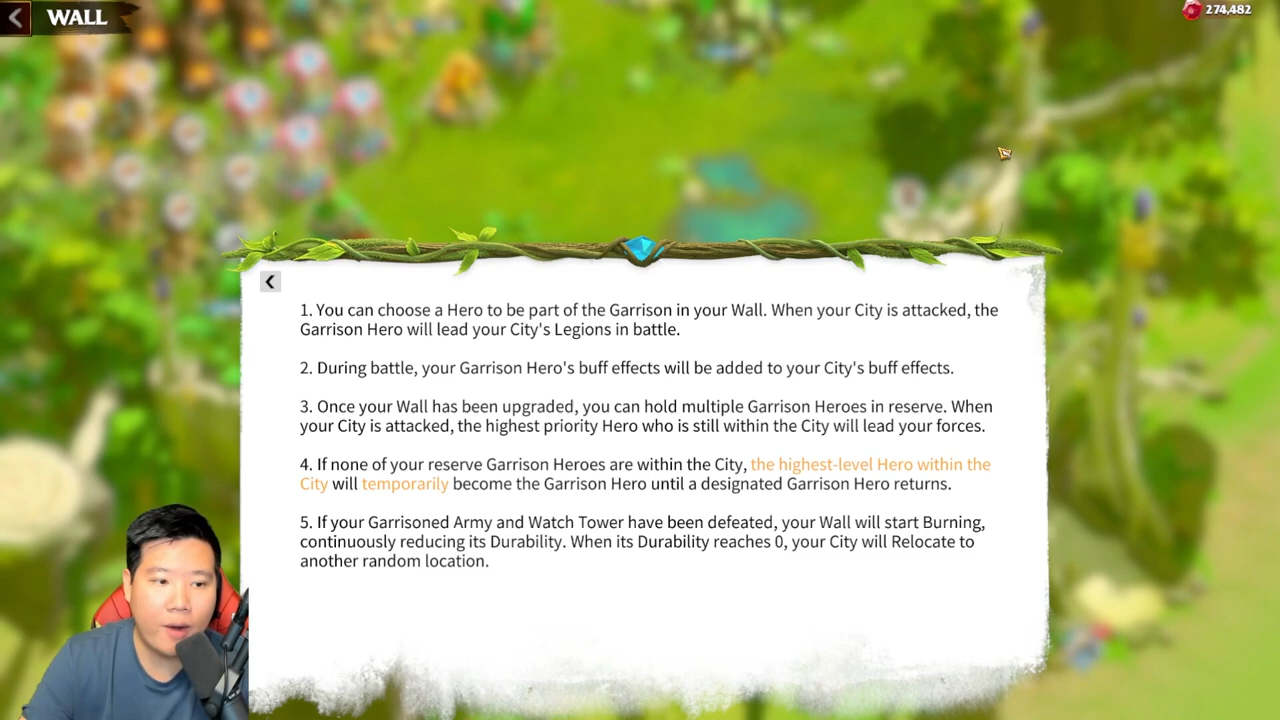 WALL
274,482
1. You can choose a Hero to be part of the Garrison in your Wall. When your City is attacked, the
Garrison Hero will lead your City's Legions in battle.
2. During battle, your Garrison Hero's buff effects will be added to your City's buff effects.
3. Once your Wall has been upgraded, you can hold multiple Garrison Heroes in reserve. When
your City is attacked, the highest priority Hero who is still within the City will lead your forces.
4. If none of your reserve Garrison Heroes are within the City, the highest-level Hero within the
City will temporarily become the Garrison Hero until a designated Garrison Hero returns.
5. If your Garrisoned Army and Watch Tower have been defeated, your Wall will start Burning,
continuously reducing its Durability. When its Durability reaches 0, your City will Relocate to
another random location.